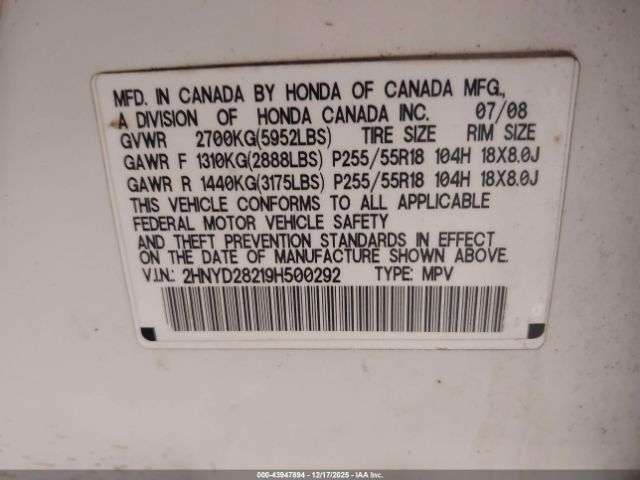 MFD. IN CANADA BY HONDA OF CANADA MFG.,
A DIVISION OF HONDA CANADA INC. 07/08
GVWR 2700KG(5952LBS) TIRE SIZE RIM SIZE
GAWR F 1310KG(2888LBS) P255/55R18 104H 18X8.0J
GAWR R 1440KG(3175LBS) P255/55R18 104H 18X8.0J
THIS VEHICLE CONFORMS TO ALL APPLICABLE
FEDERAL MOTOR VEHICLE SAFETY
AND THEFT PREVENTION STANDARDS IN EFFECT
ON THE DATE OF MANUFACTURE SHOWN ABOVE.
V.I.N.: 2HNYD28219H500292 TYPE: MPV
000-43947894 | 12/17/2025 | IAA, Inc.